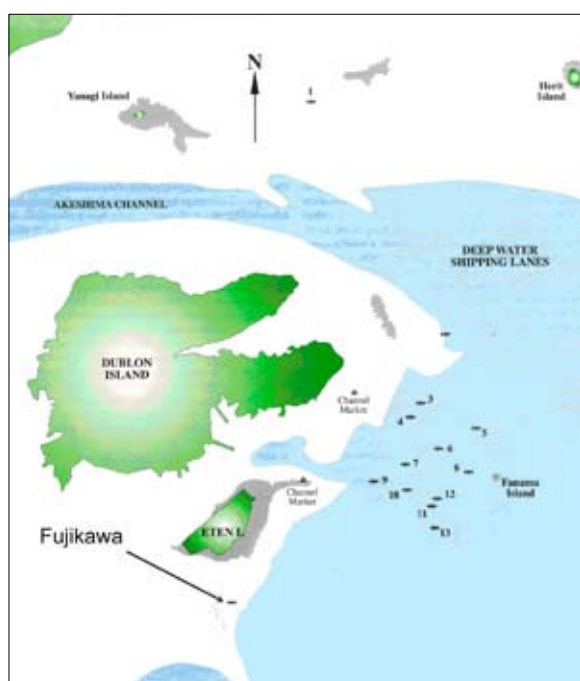 N
1
Yanagi Island
Herit
Island
AKESHIMA CHANNEL
DEEP WATER
SHIPPING LANES
DUBLON
ISLAND
Channel
Marker
3
4
5
6
7
8
9
10
11
12
13
Fanamu
Island
Channel
Marker
ETEN I.
Fujikawa